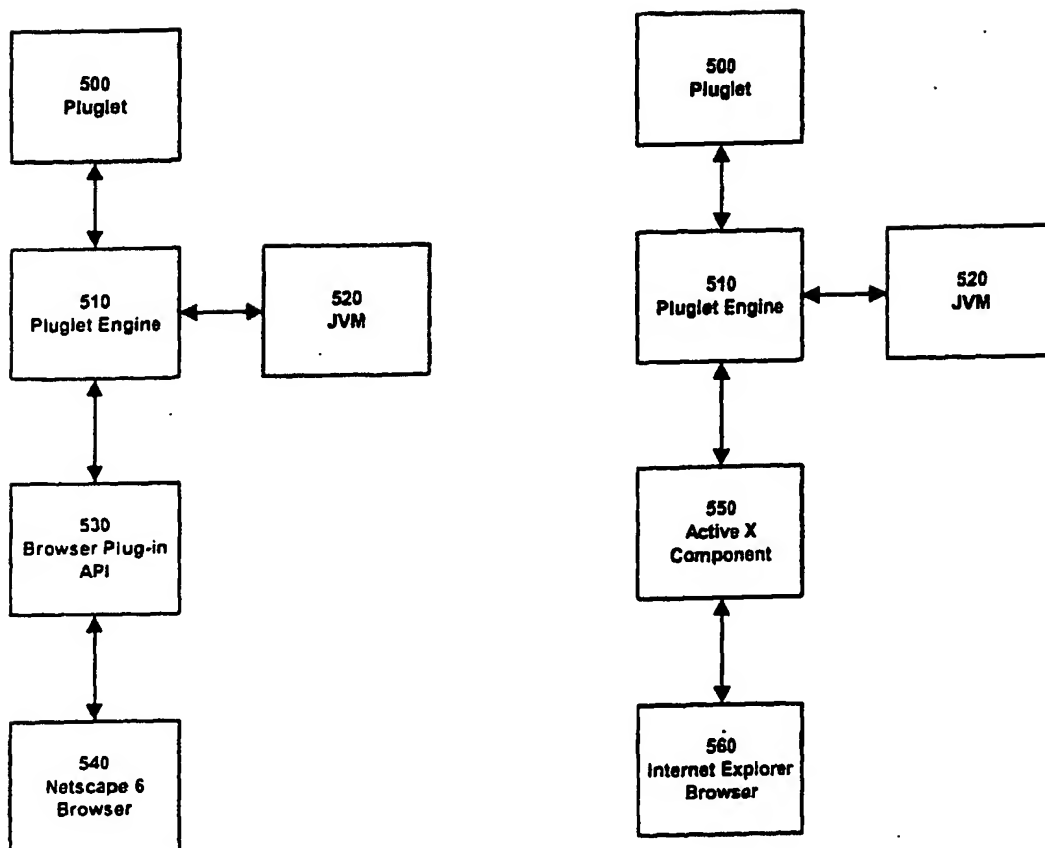 500
Pluglet
510
Pluglet Engine
520
JVM
530
Browser Plug-in
API
540
Netscape 6
Browser
500
Pluglet
510
Pluglet Engine
520
JVM
550
Active X
Component
560
Internet Explorer
Browser